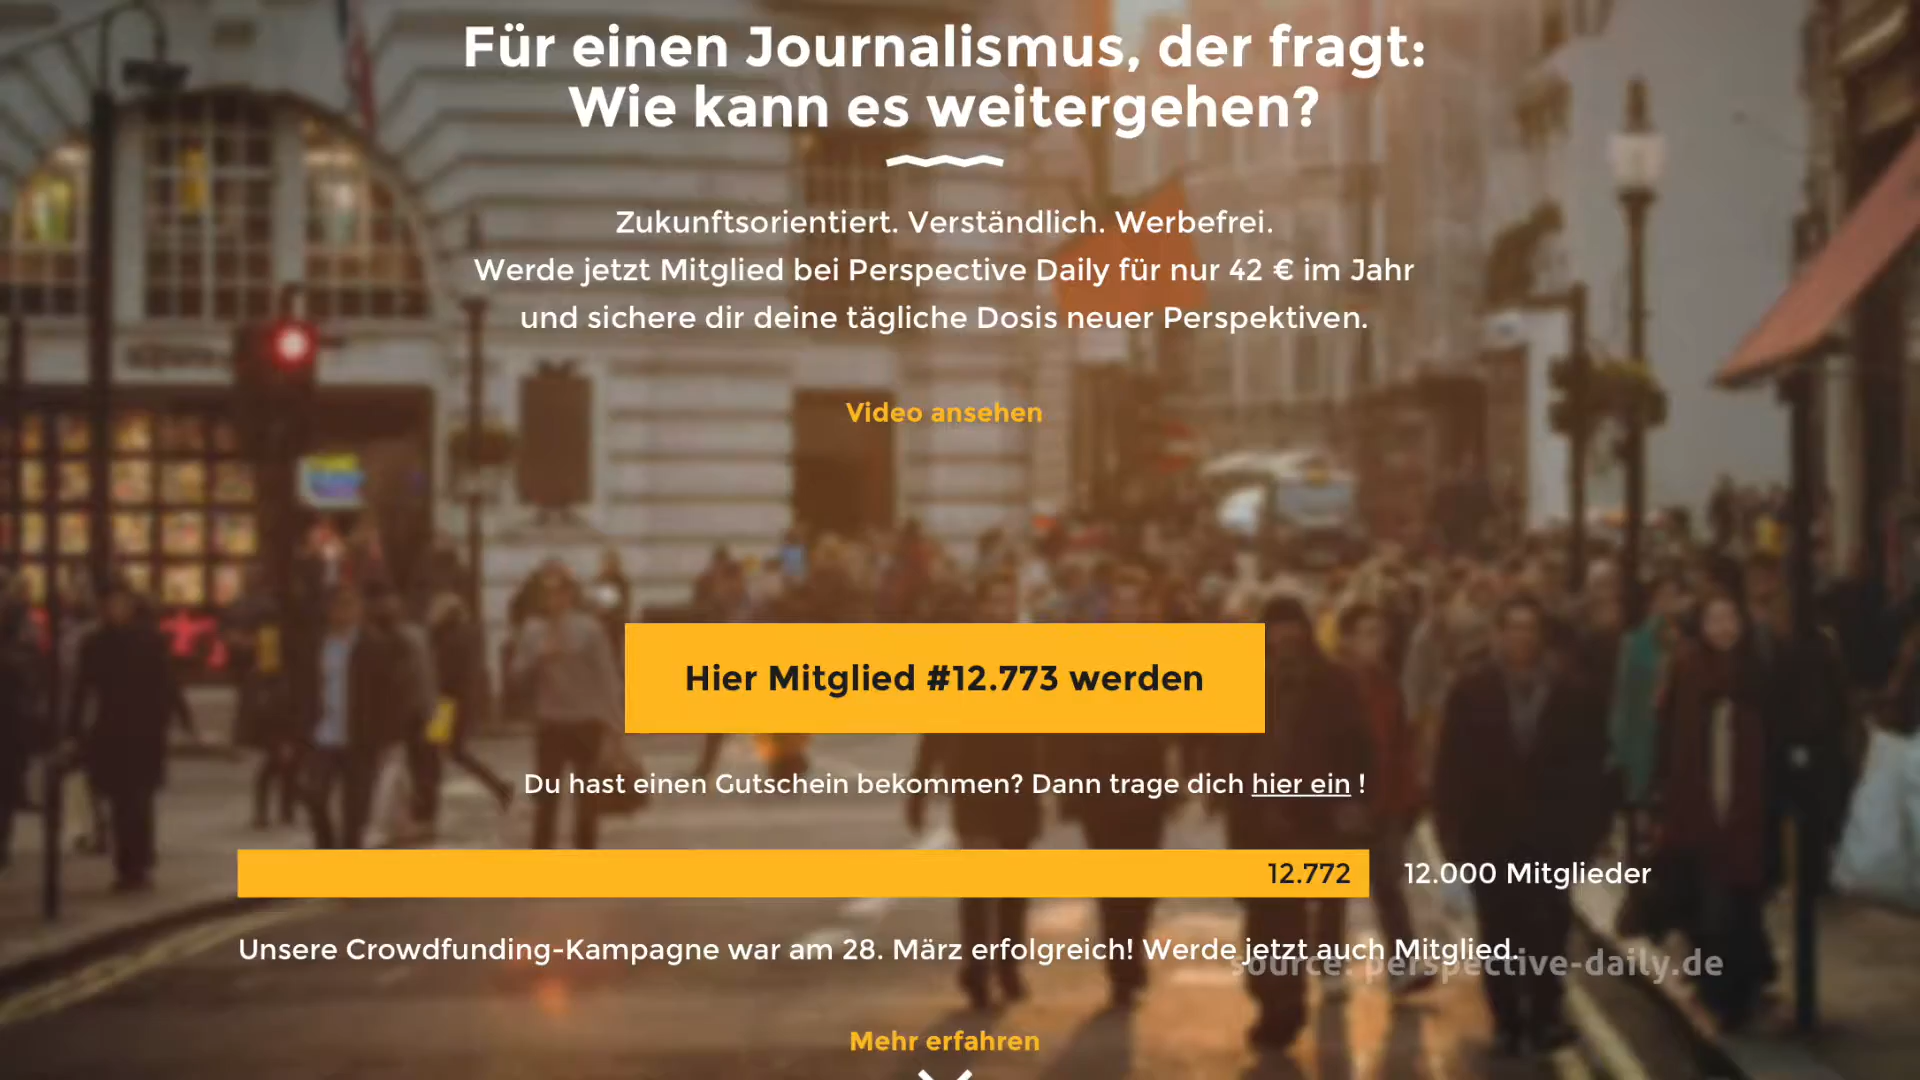 Für einen Journalismus, der fragt:
Wie kann es weitergehen?
Zukunftsorientiert. Verständlich. Werbefrei.
Werde jetzt Mitglied bei Perspective Daily für nur 42 € im Jahr
und sichere dir deine tägliche Dosis neuer Perspektiven.
Video ansehen
Hier Mitglied #12.773 werden
Du hast einen Gutschein bekommen? Dann trage dich hier ein !
12.772 12.000 Mitglieder
Unsere Crowdfunding-Kampagne war am 28. März erfolgreich! Werde jetzt auch Mitglied.
source: perspective-daily.de
Mehr erfahren